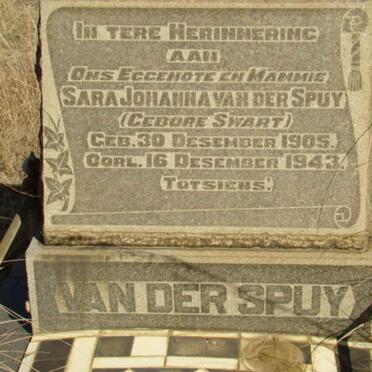 In tere Herinnering
aan
Ons Eggenote en Mammie
Sara Johanna van der Spuy
(Gebore Swart)
Geb. 30 Desember 1905.
Oorl. 16 Desember 1943.
Totsiens.
VAN DER SPUY